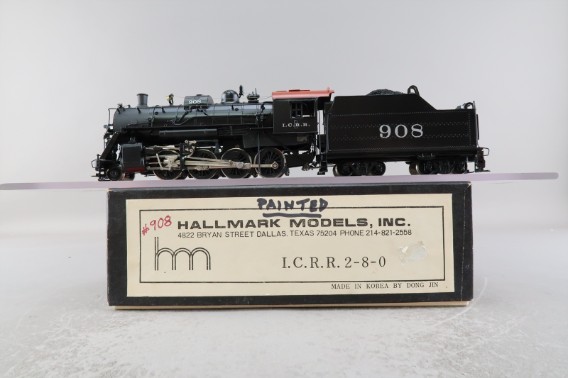 908
I.C.R.R.
908
PAINTED
#908
HALLMARK MODELS, INC.
4822 BRYAN STREET DALLAS, TEXAS 75204 PHONE 214-821-2558
hm
I.C.R.R. 2-8-0
MADE IN KOREA BY DONG JIN